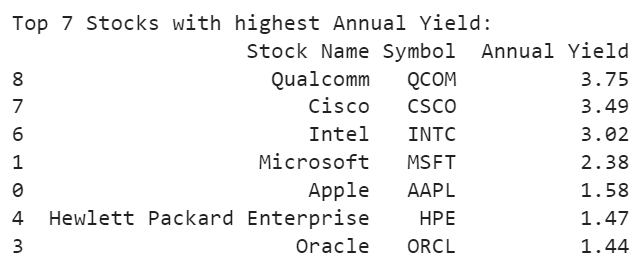 Top 7 Stocks with highest Annual Yield:
Stock Name Symbol Annual Yield
8 Qualcomm QCOM 3.75
7 Cisco CSCO 3.49
6 Intel INTC 3.02
1 Microsoft MSFT 2.38
0 Apple AAPL 1.58
4 Hewlett Packard Enterprise HPE 1.47
3 Oracle ORCL 1.44